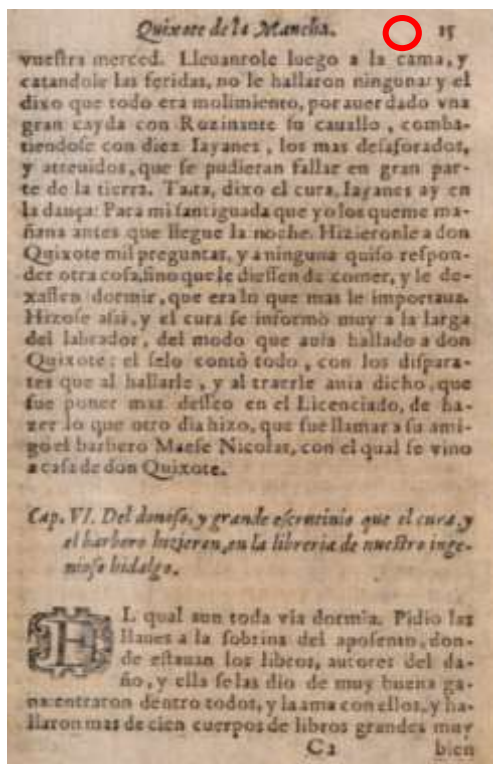 Quixote de la Mancha. 15
vuestra merced. Lleuaronle luego a la cama, y
catandole las feridas, no le hallaron ninguna: y el
dixo que todo era molimiento, por auer dado vna
gran cayda con Rozinante su cauallo, comba-
tiendose con diez Iayanes, los mas desaforados,
y atreuidos, que se pudieran fallar en gran par-
te de la tierra. Ta, ta, dixo el cura, Iayanes ay en
la dança: Para mi santiguada que yo los queme ma-
ñana antes que llegue la noche. Hizieronle a don
Quixote mil preguntas, y a ninguna quiso respon-
der otra cosa, sino que le diessen de comer, y le de-
xassen dormir, que era lo que mas le importaua.
Hizose assi, y el cura se informò muy a la larga
del labrador, del modo que auia hallado a don
Quixote: el selo contò todo, con los dispara-
tes que al hallarle, y al traerle auia dicho, que
fue poner mas desseo en el Licenciado, de ha-
zer lo que otro dia hizo, que fue llamar a su ami-
go el barbero Maese Nicolas, con el qual se vino
a casa de don Quixote.
Cap. VI. Del donoso, y grande escrutinio que el cura, y
el barbero hizieron, en la libreria de nuestro inge-
nioso hidalgo.
EL qual aun toda via dormia. Pidio las
llaues a la sobrina del aposento, don-
de estauan los libros, autores del da-
ño, y ella se las dio de muy buena ga-
na: entraron dentro todos, y la ama con ellos, y ha-
llaron mas de cien cuerpos de libros grandes muy
C2 bien